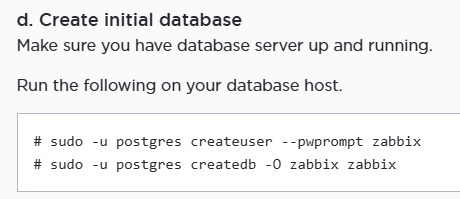 d. Create initial database
Make sure you have database server up and running.
Run the following on your database host.
# sudo -u postgres createuser --pwprompt zabbix
# sudo -u postgres createdb -O zabbix zabbix